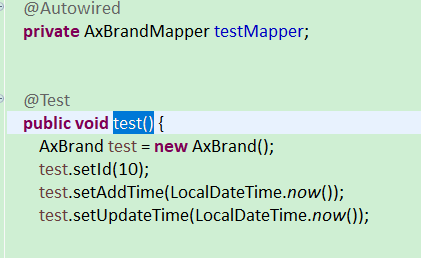 @Autowired
private AxBrandMapper testMapper;
@Test
public void test() {
AxBrand test = new AxBrand();
test.setId(10);
test.setAddTime(LocalDateTime.now());
test.setUpdateTime(LocalDateTime.now());